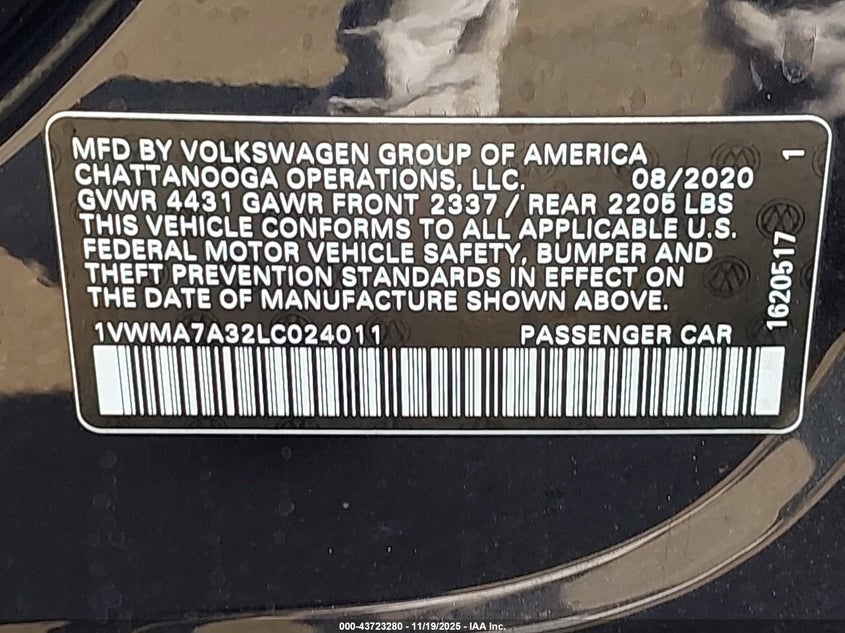 MFD BY VOLKSWAGEN GROUP OF AMERICA
CHATTANOOGA OPERATIONS, LLC. 08/2020
GVWR 4431 GAWR FRONT 2337 / REAR 2205 LBS
THIS VEHICLE CONFORMS TO ALL APPLICABLE U.S.
FEDERAL MOTOR VEHICLE SAFETY, BUMPER AND
THEFT PREVENTION STANDARDS IN EFFECT ON
THE DATE OF MANUFACTURE SHOWN ABOVE.
1VWMA7A32LC024011 PASSENGER CAR
1620517 1
000-43723280 - 11/19/2025 - IAA Inc.